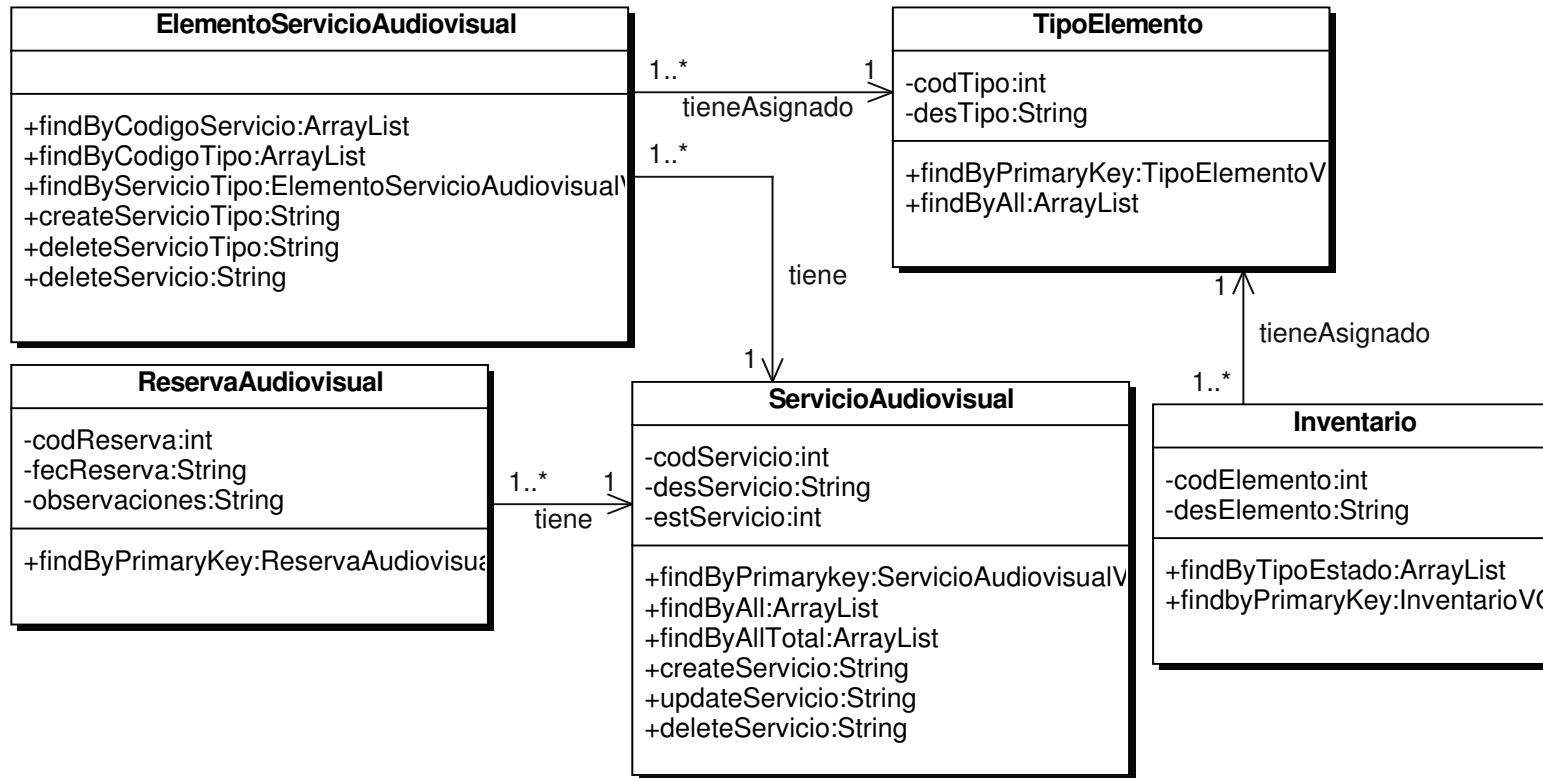 ElementoServicioAudiovisual
+findByCodigoServicio:ArrayList
+findByCodigoTipo:ArrayList
+findByServicioTipo:ElementoServicioAudiovisualV
+createServicioTipo:String
+deleteServicioTipo:String
+deleteServicio:String
1..*
1
tieneAsignado
1..*
tiene
1
TipoElemento
-codTipo:int
-desTipo:String
+findByPrimaryKey:TipoElementoV
+findByAll:ArrayList
1
tieneAsignado
1..*
ReservaAudiovisual
-codReserva:int
-fecReserva:String
-observaciones:String
+findByPrimaryKey:ReservaAudiovisua
1..*
1
tiene
ServicioAudiovisual
-codServicio:int
-desServicio:String
-estServicio:int
+findByPrimarykey:ServicioAudiovisualV
+findByAll:ArrayList
+findByAllTotal:ArrayList
+createServicio:String
+updateServicio:String
+deleteServicio:String
Inventario
-codElemento:int
-desElemento:String
+findByTipoEstado:ArrayList
+findbyPrimaryKey:InventarioVO